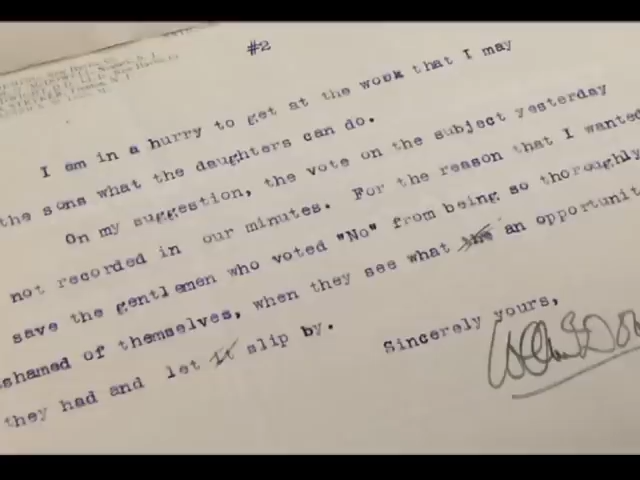 #2
I am in a hurry to get at the work that I may
the sons what the daughters can do.
On my suggestion, the vote on the subject yesterday
not recorded in our minutes. For the reason that I wanted
save the gentlemen who voted "No" from being so thoroughly
shamed of themselves, when they see what an opportunit
they had and let it slip by.
Sincerely yours,